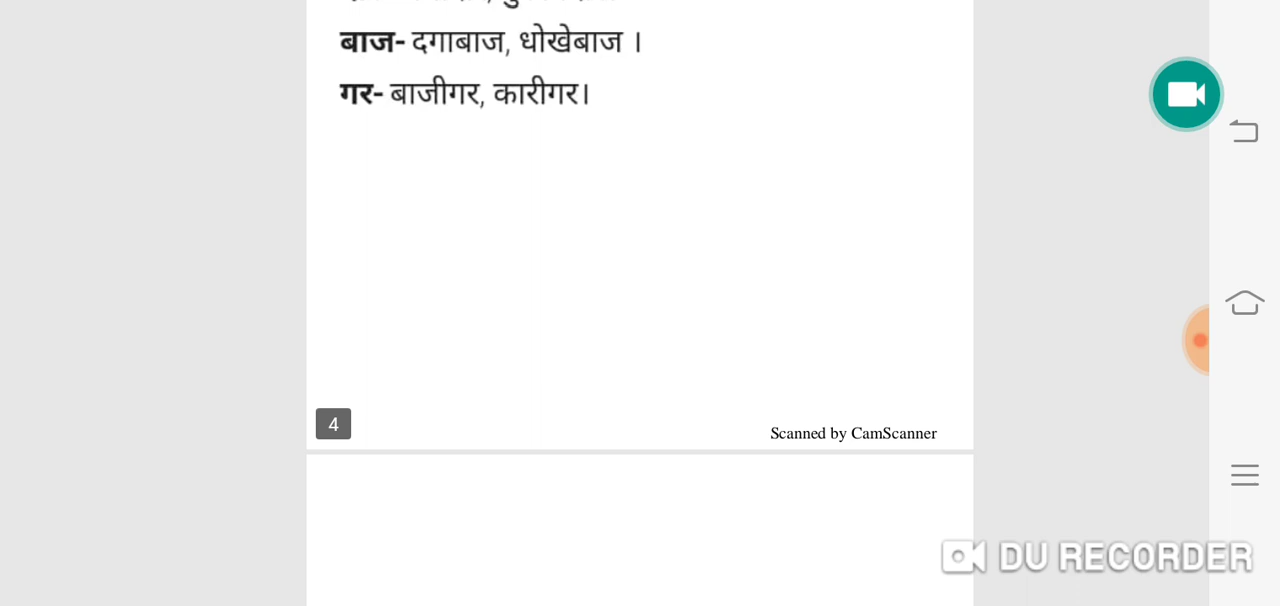 बाज- दगाबाज, धोखेबाज ।
गर- बाजीगर, कारीगर।
4
Scanned by CamScanner
DU RECORDER